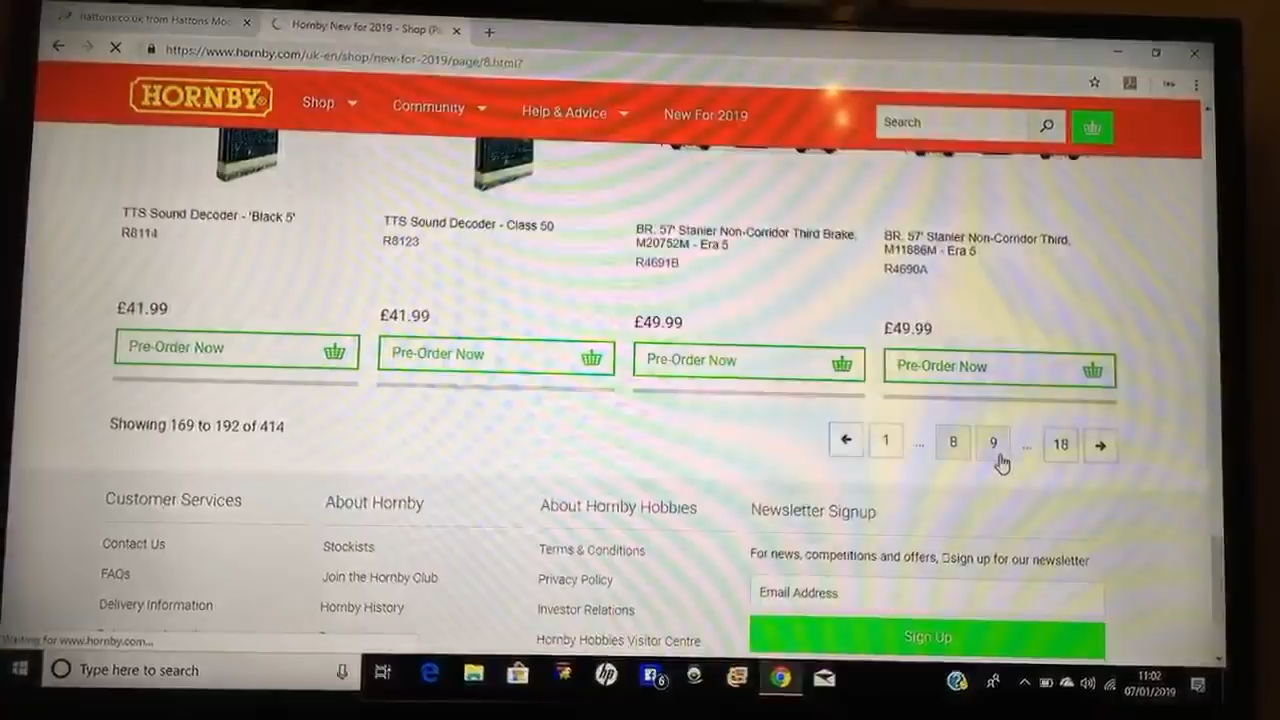 hattons.co.uk from Hattons Mo
Hornby New for 2019 - Shop (P
https://www.hornby.com/uk-en/shop/new-for-2019/page/8.html?
HORNBY
Shop
Community
Help & Advice
New For 2019
Search
TTS Sound Decoder - 'Black 5'
R8114
£41.99
Pre-Order Now
TTS Sound Decoder - Class 50
R8123
£41.99
Pre-Order Now
BR, 57' Stanier Non-Corridor Third Brake,
M20752M - Era 5
R4691B
£49.99
Pre-Order Now
BR, 57' Stanier Non-Corridor Third,
M11886M - Era 5
R4690A
£49.99
Pre-Order Now
Showing 169 to 192 of 414
1 ... 8 9 ... 18
Customer Services
Contact Us
FAQs
Delivery Information
About Hornby
Stockists
Join the Hornby Club
Hornby History
About Hornby Hobbies
Terms & Conditions
Privacy Policy
Investor Relations
Hornby Hobbies Visitor Centre
Newsletter Signup
For news, competitions and offers, sign up for our newsletter
Email Address
Sign Up
Waiting for www.hornby.com...
Type here to search
hp
6
11:02
07/01/2019